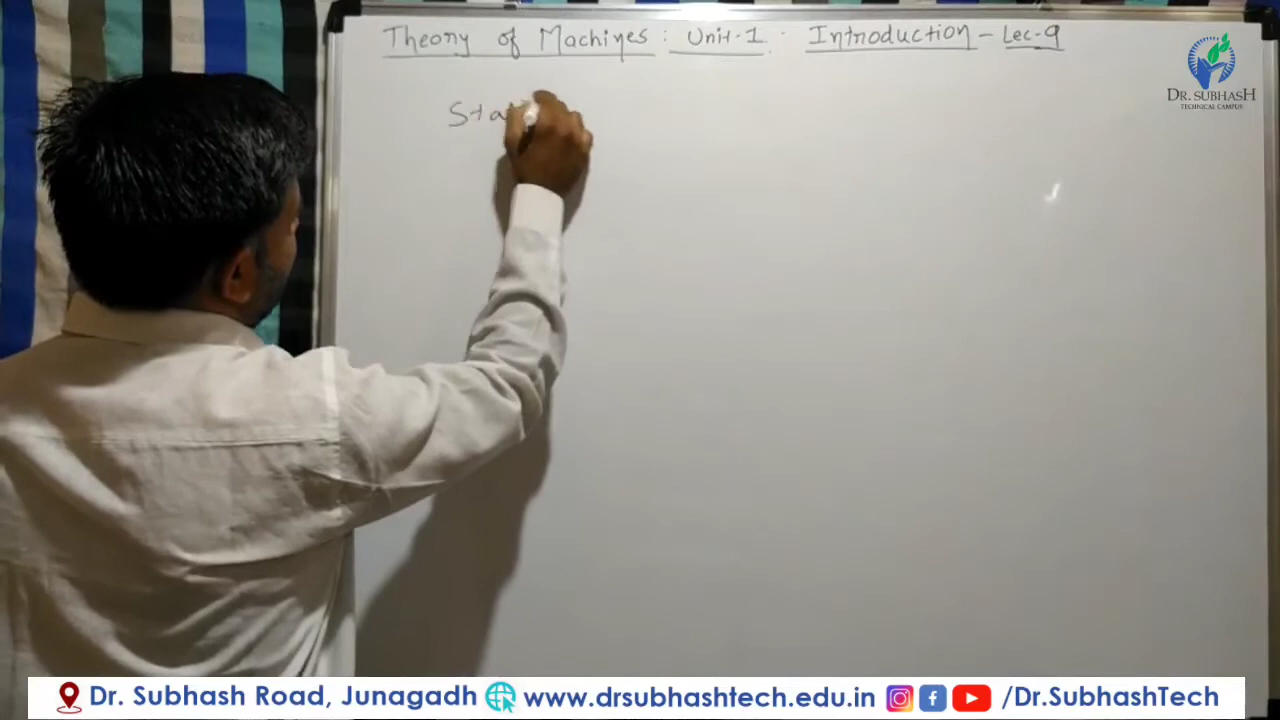 Theory of Machines : Unit-1 : Introduction - Lec-9
DR. SUBHASH
TECHNICAL CAMPUS
Sta
Dr. Subhash Road, Junagadh www.drsubhashtech.edu.in /Dr.SubhashTech